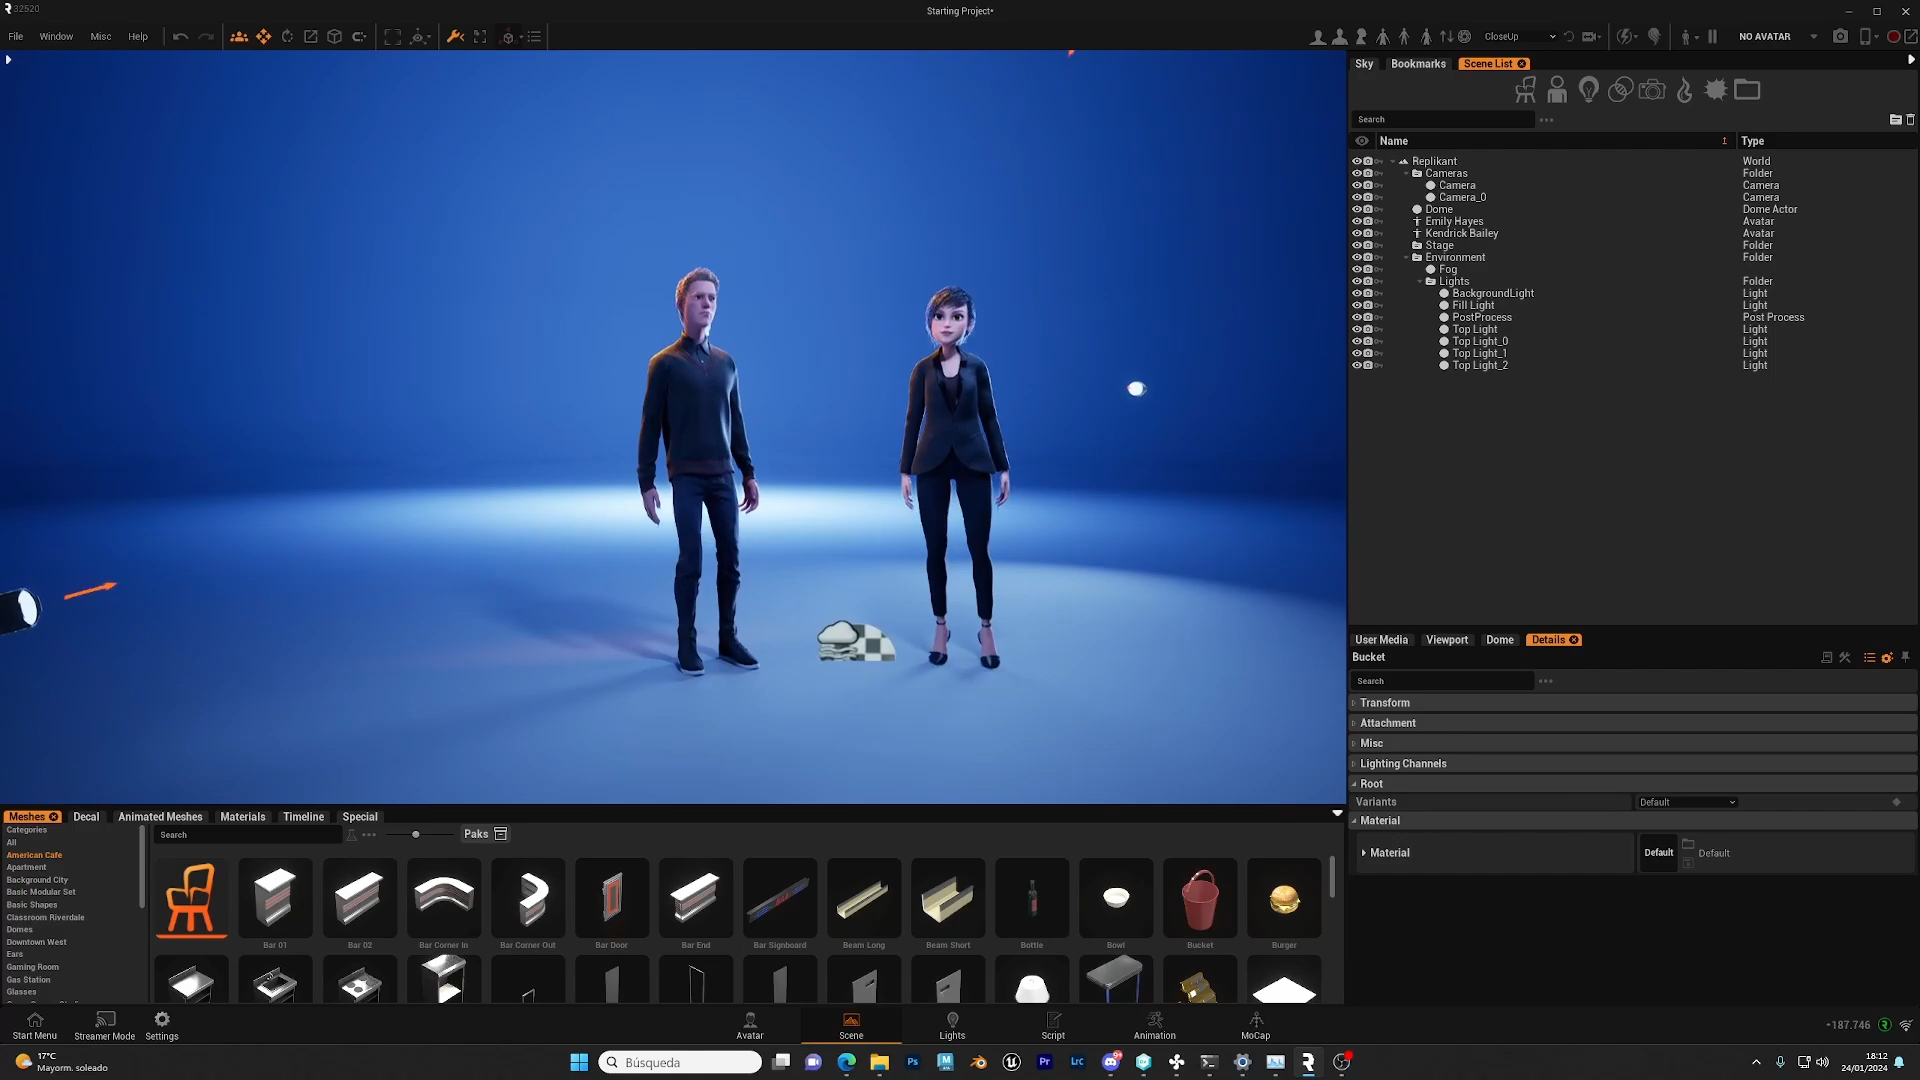 32520
Starting Project*
File Window Misc Help
CloseUp
NO AVATAR
Sky Bookmarks Scene List
Search
Name Type
Replikant World
Cameras Folder
Camera Camera
Camera_0 Camera
Dome Dome Actor
Emily Hayes Avatar
Kendrick Bailey Avatar
Stage Folder
Environment Folder
Fog
Lights Folder
BackgroundLight Light
Fill Light Light
PostProcess Post Process
Top Light Light
Top Light_0 Light
Top Light_1 Light
Top Light_2 Light
User Media Viewport Dome Details
Bucket
Search
Transform
Attachment
Misc
Lighting Channels
Root
Variants Default
Material
Material Default Default
Meshes Decal Animated Meshes Materials Timeline Special
Search Paks
Categories
All
American Cafe
Apartment
Background City
Basic Modular Set
Basic Shapes
Classroom Riverdale
Domes
Downtown West
Ears
Gaming Room
Gas Station
Glasses
Bar 01 Bar 02 Bar Corner In Bar Corner Out Bar Door Bar End Bar Signboard Beam Long Beam Short Bottle Bowl Bucket Burger
Start Menu Streamer Mode Settings Avatar Scene Lights Script Animation MoCap
187.746
17°C
Mayorm. soleado
Búsqueda
Ps
Pr
Lrc
18:12
24/01/2024